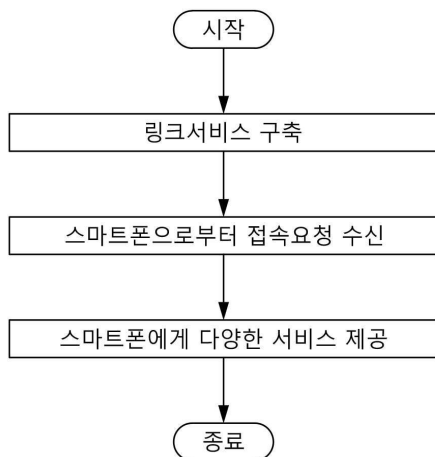 시작
링크서비스 구축
스마트폰으로부터 접속요청 수신
스마트폰에게 다양한 서비스 제공
종료